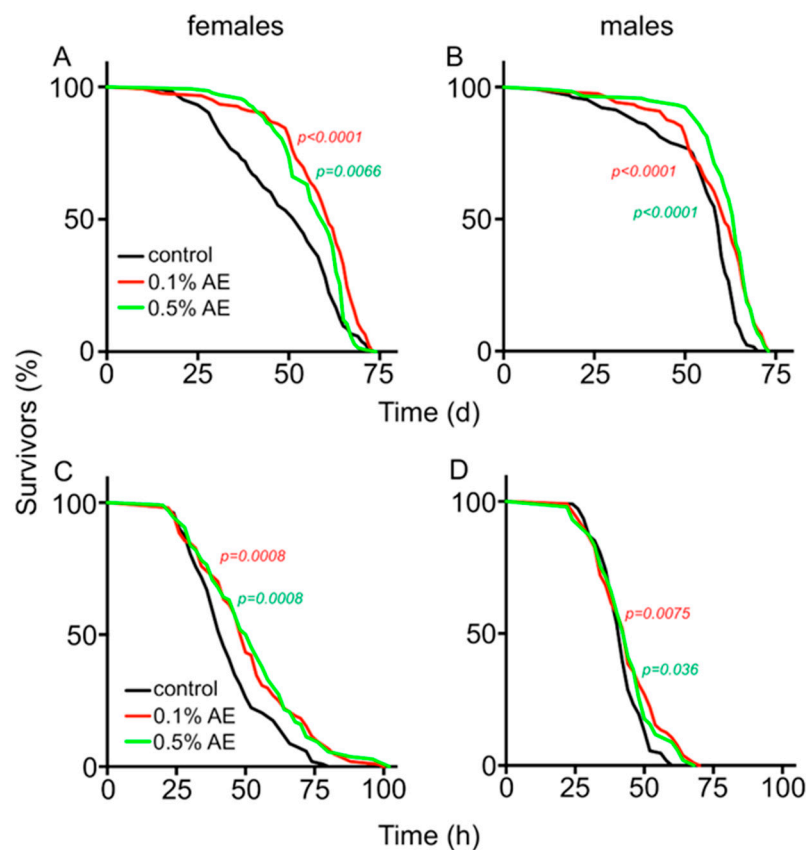 females
males
A
B
100
50
0
p<0.0001
p=0.0066
control
0.1% AE
0.5% AE
0 25 50 75
100
50
0
p<0.0001
p<0.0001
0 25 50 75
Time (d)
Survivors (%)
C
D
100
50
0
p=0.0008
p=0.0008
control
0.1% AE
0.5% AE
0 25 50 75 100
100
50
0
p=0.0075
p=0.036
0 25 50 75 100
Time (h)